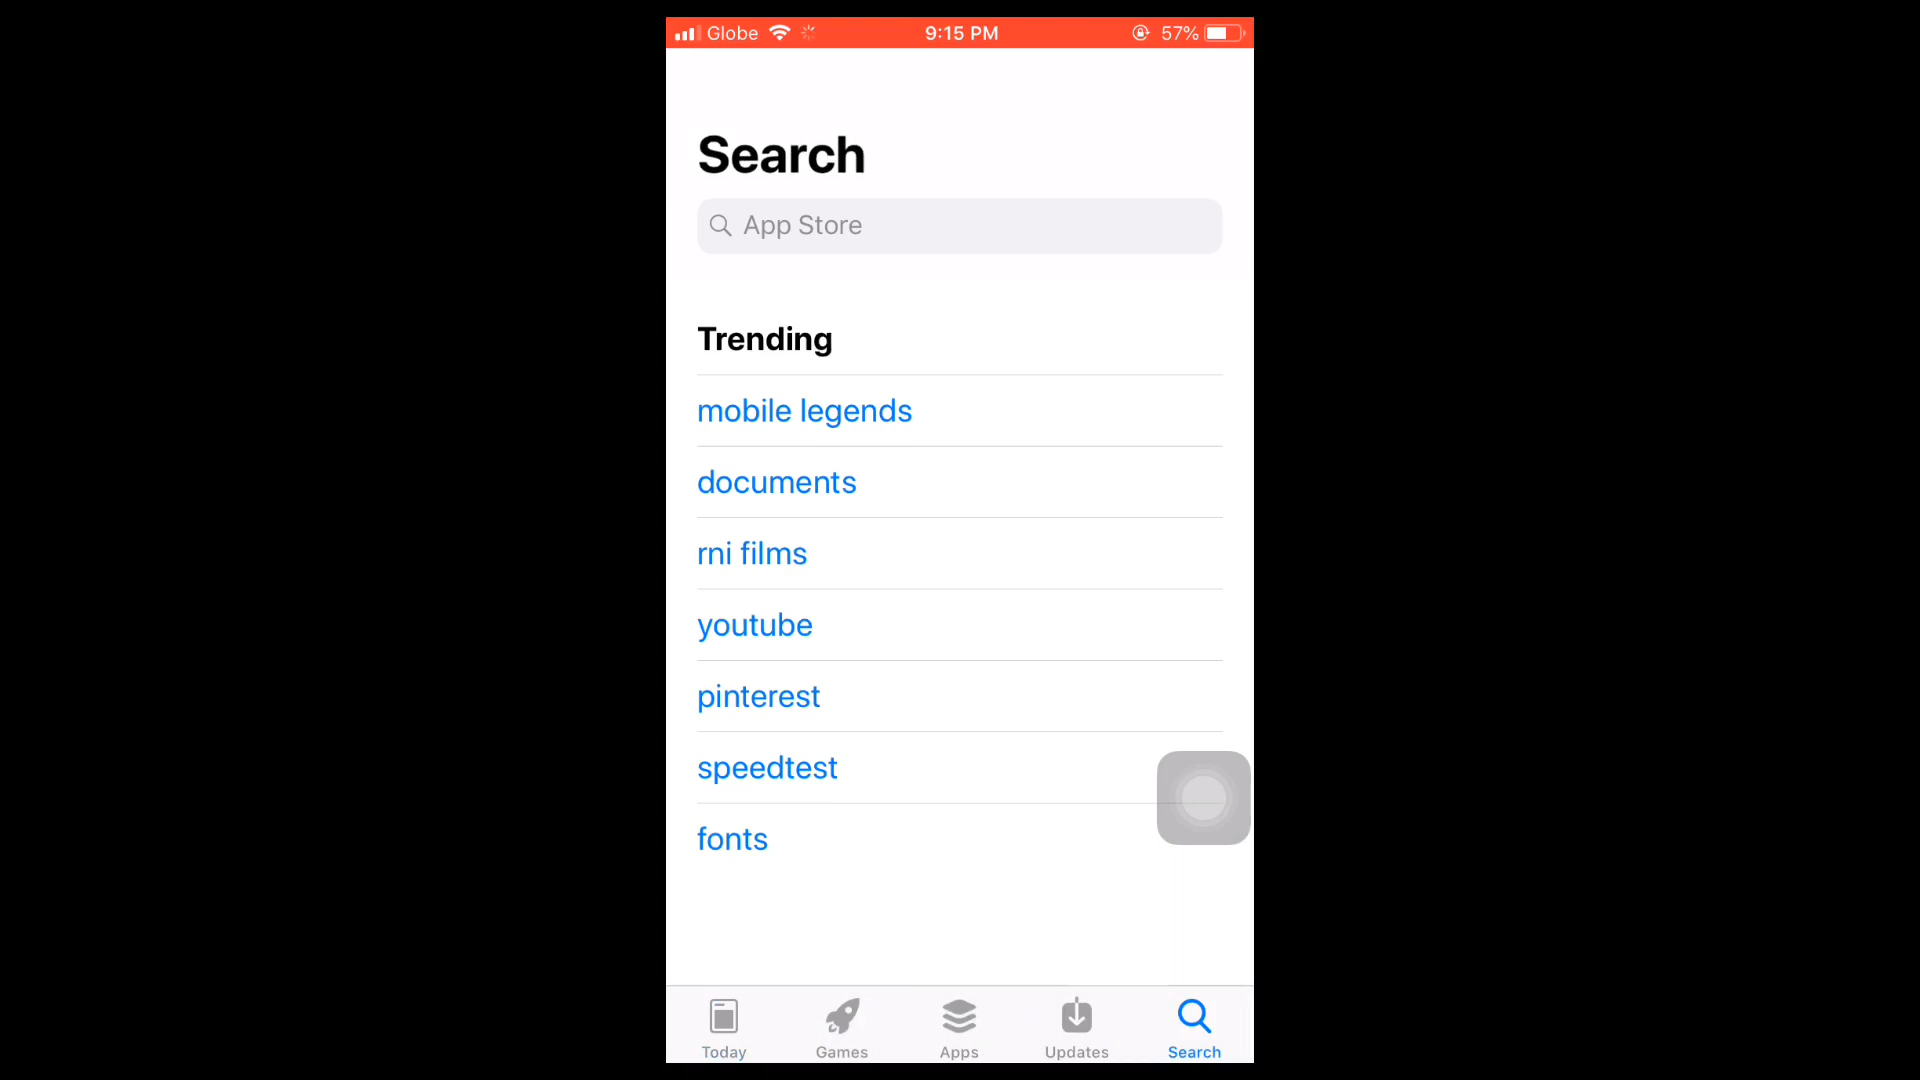 Globe 9:15 PM 57%
Search
App Store
Trending
mobile legends
documents
rni films
youtube
pinterest
speedtest
fonts
Today Games Apps Updates Search